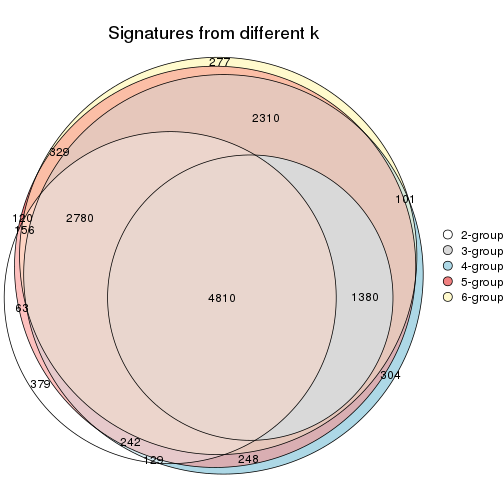 Signatures from different k
277
2310
329
101
120
2780
156
2-group
3-group
4-group
5-group
6-group
4810
1380
63
304
379
242
129
248